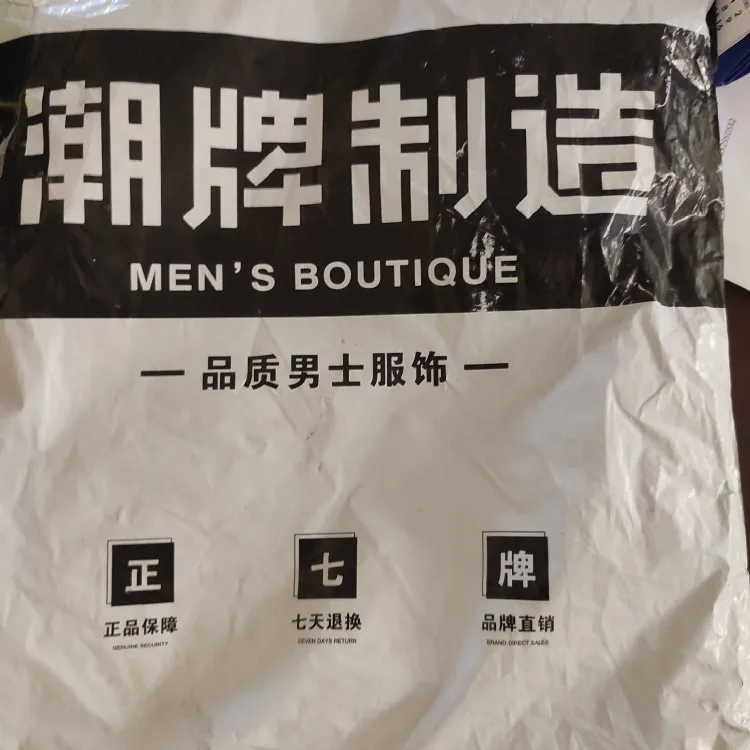 潮牌制造
MEN'S BOUTIQUE
品质男士服饰
正
七
牌
正品保障
七天退换
品牌直销
GENUINE SECURITY
SEVEN DAYS RETURN
BRAND DIRECT SALES